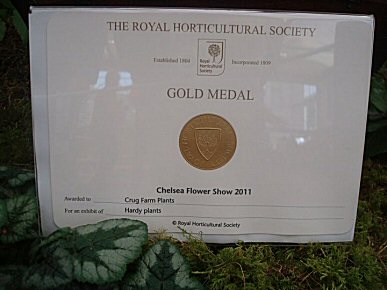 THE ROYAL HORTICULTURAL SOCIETY
Established 1804 Royal Horticultural Society Incorporated 1809
GOLD MEDAL
Chelsea Flower Show 2011
Awarded to Crug Farm Plants
For an exhibit of Hardy plants
© Royal Horticultural Society